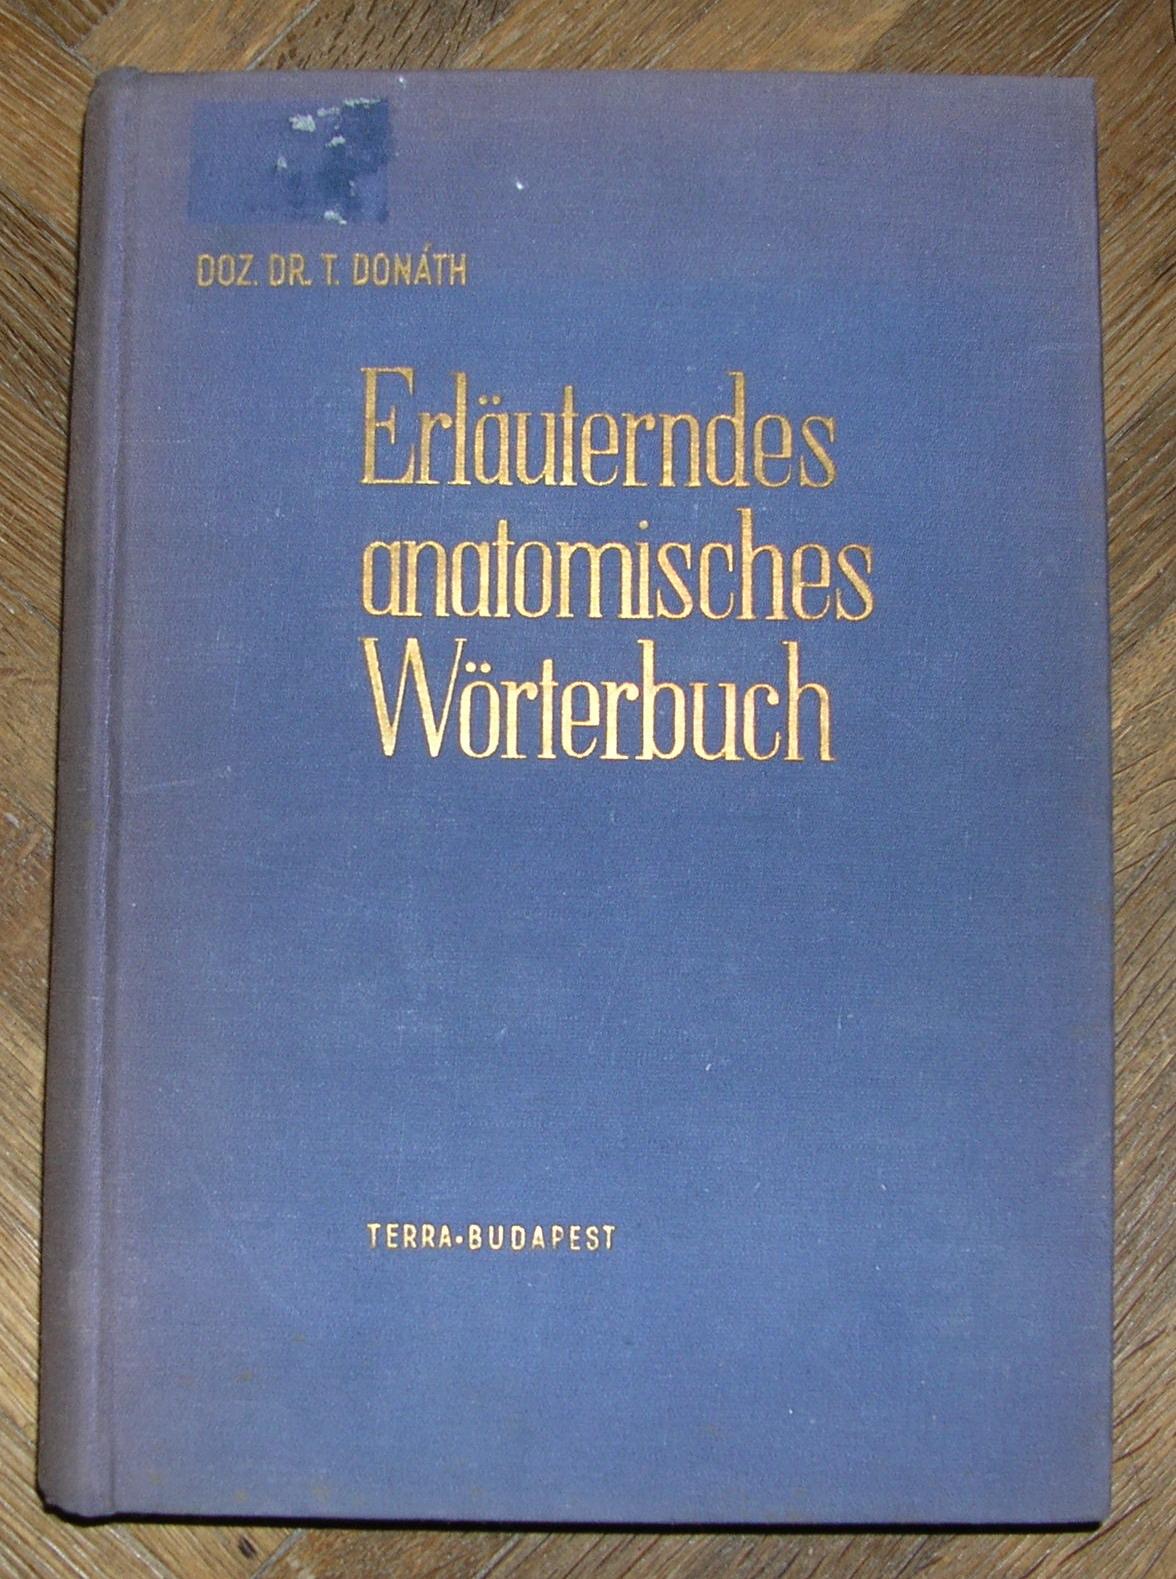 DOZ. DR. T. DONÁTH
Erläuterndes
anatomisches
Wörterbuch
TERRA•BUDAPEST